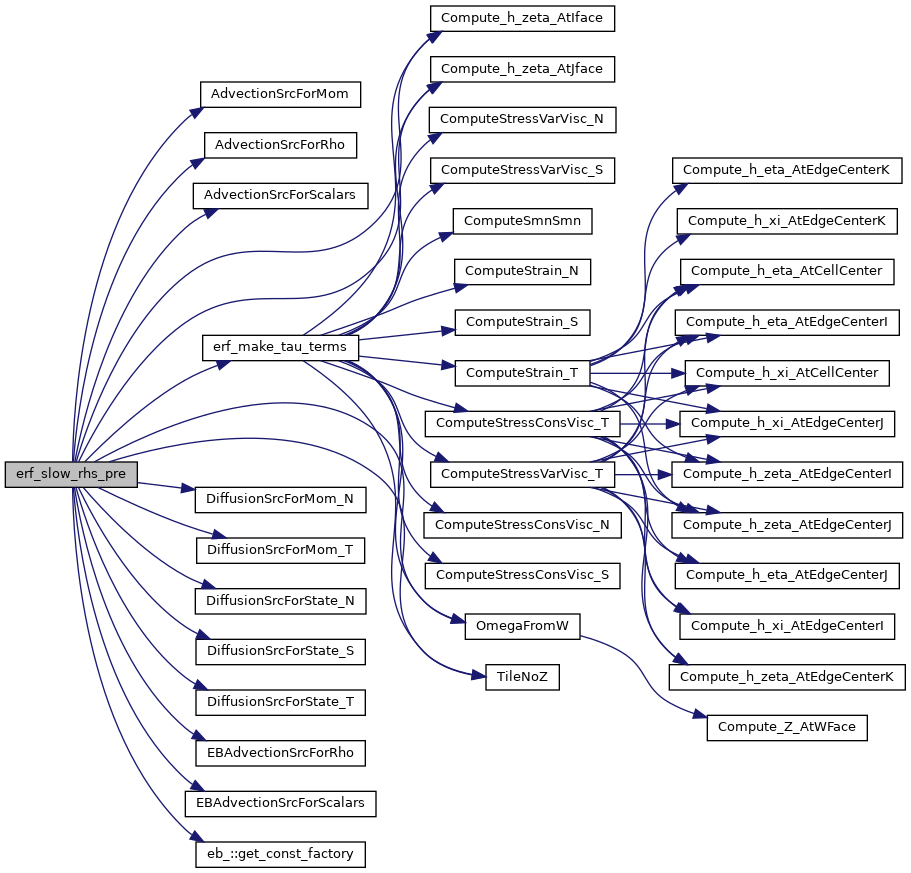 erf_slow_rhs_pre
AdvectionSrcForMom
AdvectionSrcForRho
AdvectionSrcForScalars
erf_make_tau_terms
DiffusionSrcForMom_N
DiffusionSrcForMom_T
DiffusionSrcForState_N
DiffusionSrcForState_S
DiffusionSrcForState_T
EBAdvectionSrcForRho
EBAdvectionSrcForScalars
eb_::get_const_factory
Compute_h_zeta_AtIface
Compute_h_zeta_AtJface
ComputeStressVarVisc_N
ComputeStressVarVisc_S
ComputeSmnSmn
ComputeStrain_N
ComputeStrain_S
ComputeStrain_T
ComputeStressConsVisc_T
ComputeStressVarVisc_T
ComputeStressConsVisc_N
ComputeStressConsVisc_S
OmegaFromW
TileNoZ
Compute_h_eta_AtEdgeCenterK
Compute_h_xi_AtEdgeCenterK
Compute_h_eta_AtCellCenter
Compute_h_eta_AtEdgeCenterI
Compute_h_xi_AtCellCenter
Compute_h_xi_AtEdgeCenterJ
Compute_h_zeta_AtEdgeCenterI
Compute_h_zeta_AtEdgeCenterJ
Compute_h_eta_AtEdgeCenterJ
Compute_h_xi_AtEdgeCenterI
Compute_h_zeta_AtEdgeCenterK
Compute_Z_AtWFace